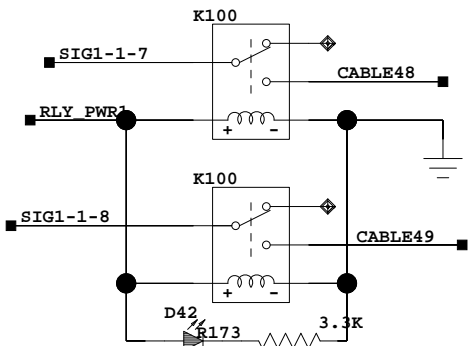 K100
SIG1-1-7
CABLE48
RLY_PWR1
+ -
K100
SIG1-1-8
CABLE49
+ -
D42
R173
3.3K